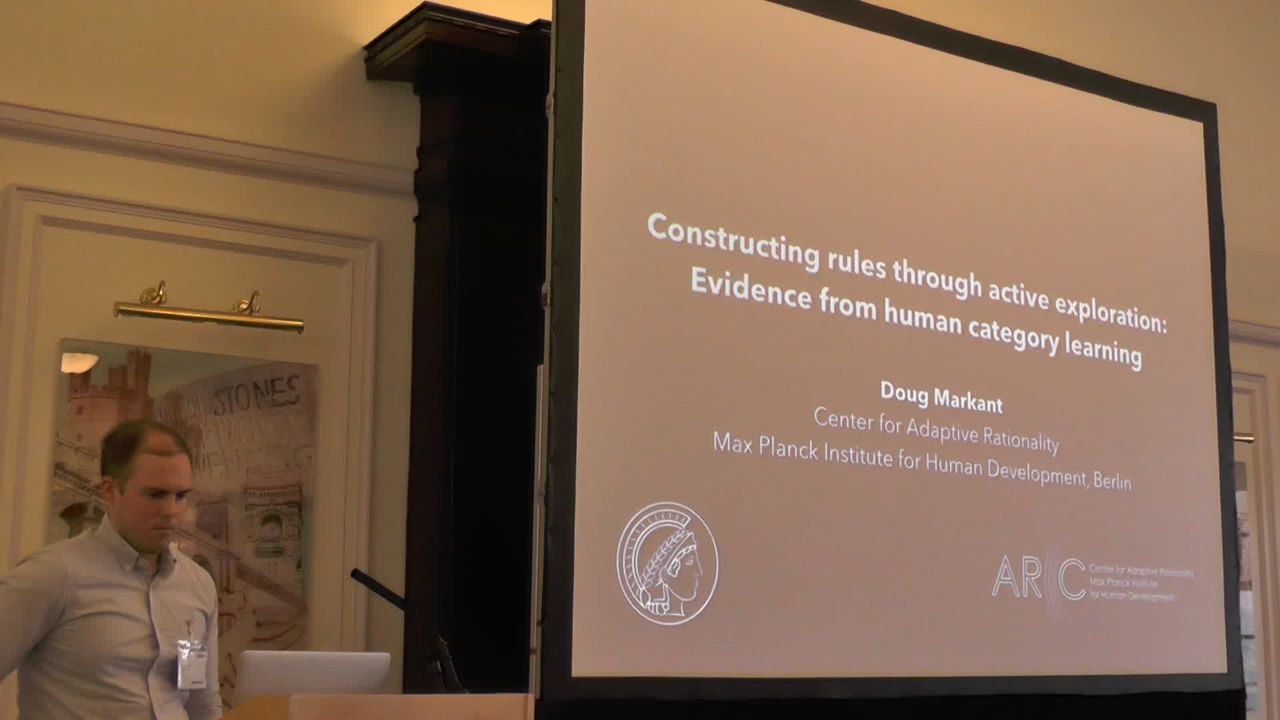 STONES
Constructing rules through active exploration:
Evidence from human category learning
Doug Markant
Center for Adaptive Rationality
Max Planck Institute for Human Development, Berlin
ARC
Center for Adaptive Rationality
Max Planck Institute
for Human Development